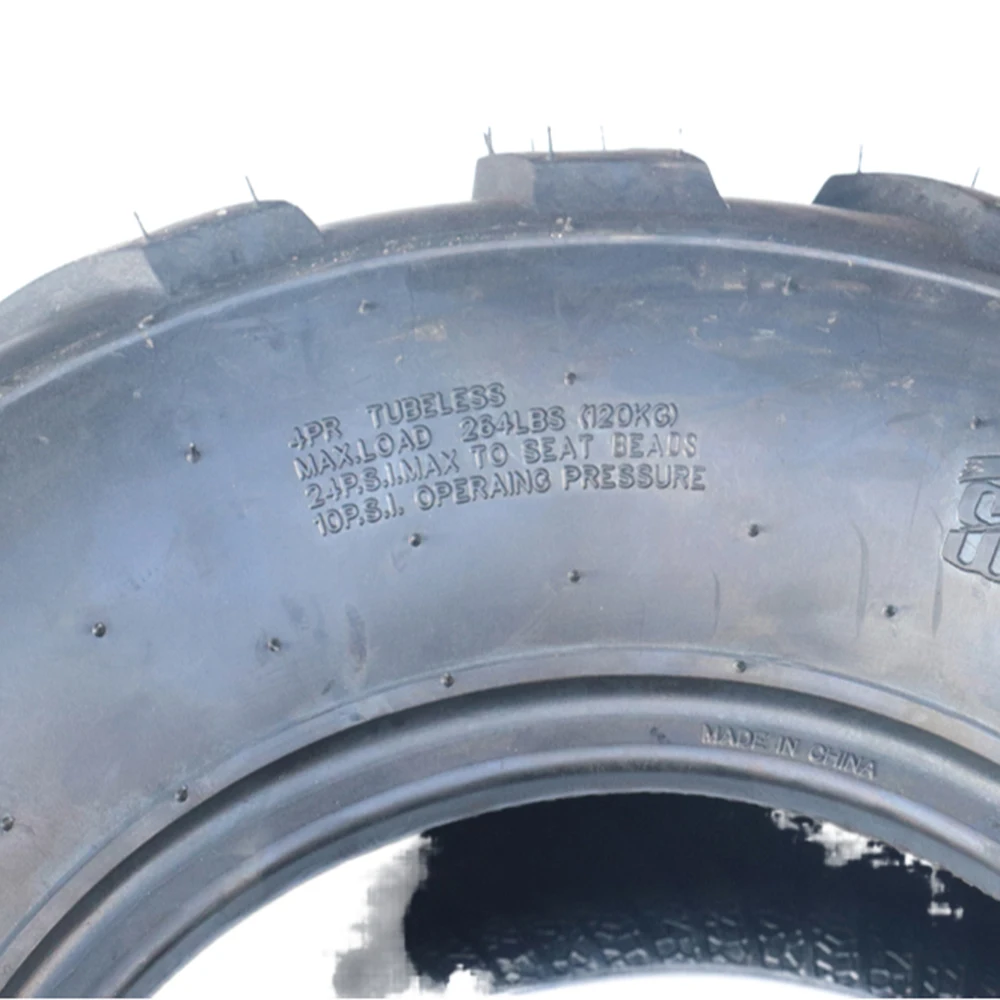 4PR TUBELESS
MAX.LOAD 264LBS (120KG)
24P.S.I.MAX TO SEAT BEADS
10P.S.I. OPERAING PRESSURE
MADE IN CHINA